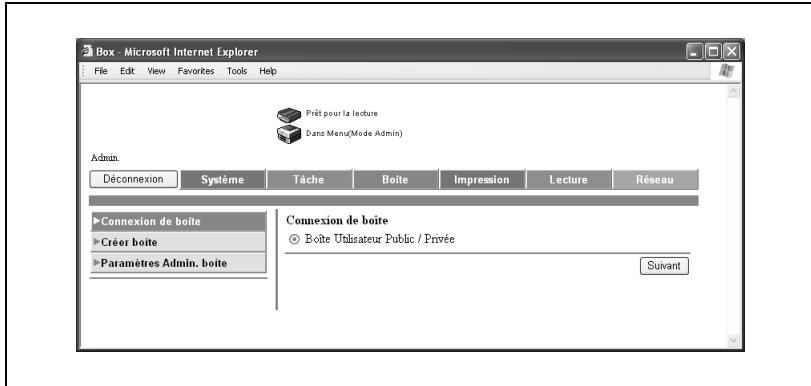 Box - Microsoft Internet Explorer
File Edit View Favorites Tools Help
Prêt pour la lecture
Dans Menu(Mode Admin)
Admin.
Déconnexion Système Tâche Boîte Impression Lecture Réseau
Connexion de boîte
Créer boîte
Paramètres Admin. boîte
Connexion de boîte
Boîte Utilisateur Public / Privée
Suivant